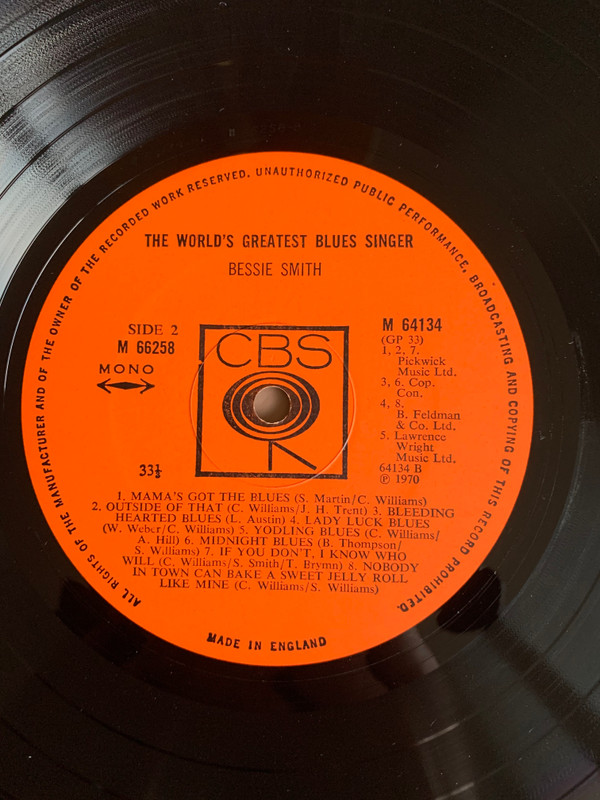 ALL RIGHTS OF THE MANUFACTURER AND OF THE OWNER OF THE RECORDED WORK RESERVED. UNAUTHORIZED PUBLIC PERFORMANCE, BROADCASTING AND COPYING OF THIS RECORD PROHIBITED.
THE WORLD'S GREATEST BLUES SINGER
BESSIE SMITH
SIDE 2
M 66258
MONO
33⅓
CBS
M 64134
(GP 33)
1, 2, 7.
Pickwick
Music Ltd.
3, 6. Cop.
Con.
4, 8.
B. Feldman
& Co. Ltd.
5. Lawrence
Wright
Music Ltd.
64134 B
℗ 1970
1. MAMA'S GOT THE BLUES (S. Martin/C. Williams)
2. OUTSIDE OF THAT (C. Williams/J. H. Trent) 3. BLEEDING
HEARTED BLUES (L. Austin) 4. LADY LUCK BLUES
(W. Weber/C. Williams) 5. YODLING BLUES (C. Williams/
A. Hill) 6. MIDNIGHT BLUES (B. Thompson/
S. Williams) 7. IF YOU DON'T, I KNOW WHO
WILL (C. Williams/S. Smith/T. Brymn) 8. NOBODY
IN TOWN CAN BAKE A SWEET JELLY ROLL
LIKE MINE (C. Williams/S. Williams)
MADE IN ENGLAND